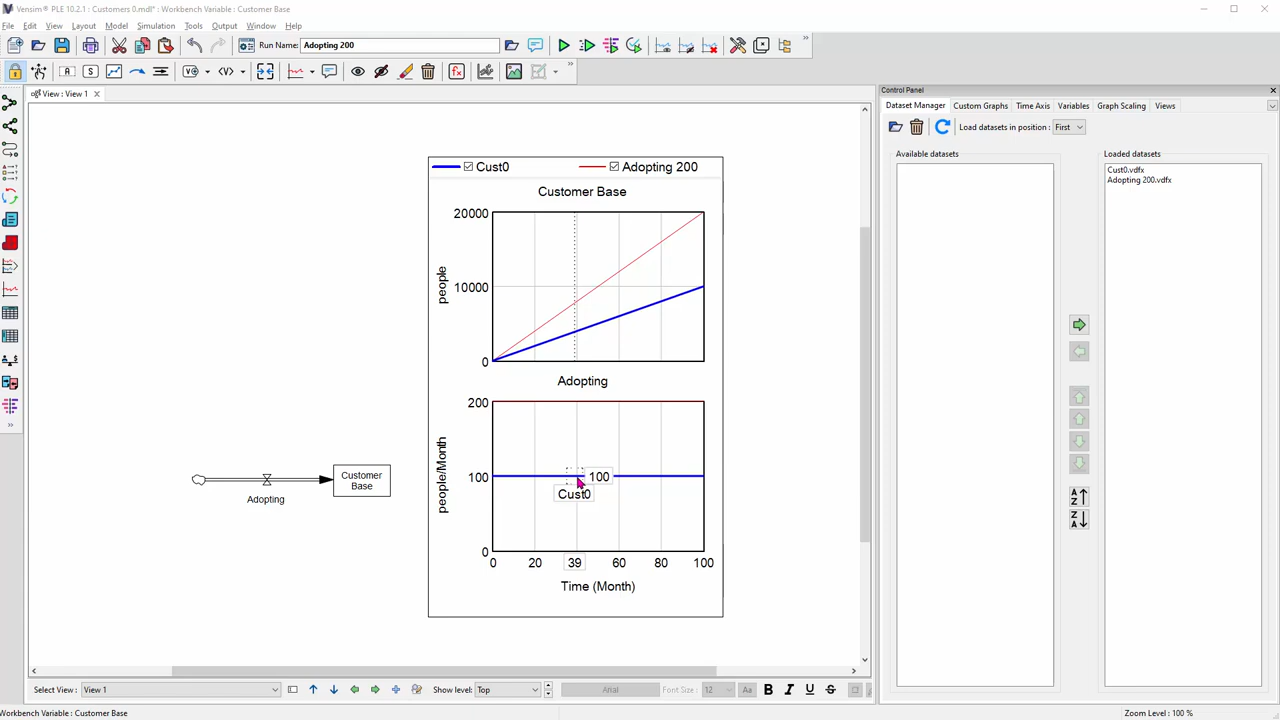 Vensim® PLE 10.2.1 : Customers 0.mdl* : Workbench Variable : Customer Base
File Edit View Layout Model Simulation Tools Output Window Help
Run Name: Adopting 200
View : View 1
Control Panel
Dataset Manager Custom Graphs Time Axis Variables Graph Scaling Views
Load datasets in position : First
Available datasets Loaded datasets
Cust0.vdfx
Adopting 200.vdfx
Cust0 Adopting 200
Customer Base
20000
people
10000
0
Adopting
200
people/Month
100
100
Cust0
0
0 20 39 60 80 100
Time (Month)
Customer
Base
Adopting
A
Z
Z
A
Select View : View 1 Show level: Top Arial Font Size : 12 Aa B I U S
Workbench Variable : Customer Base Zoom Level : 100 %